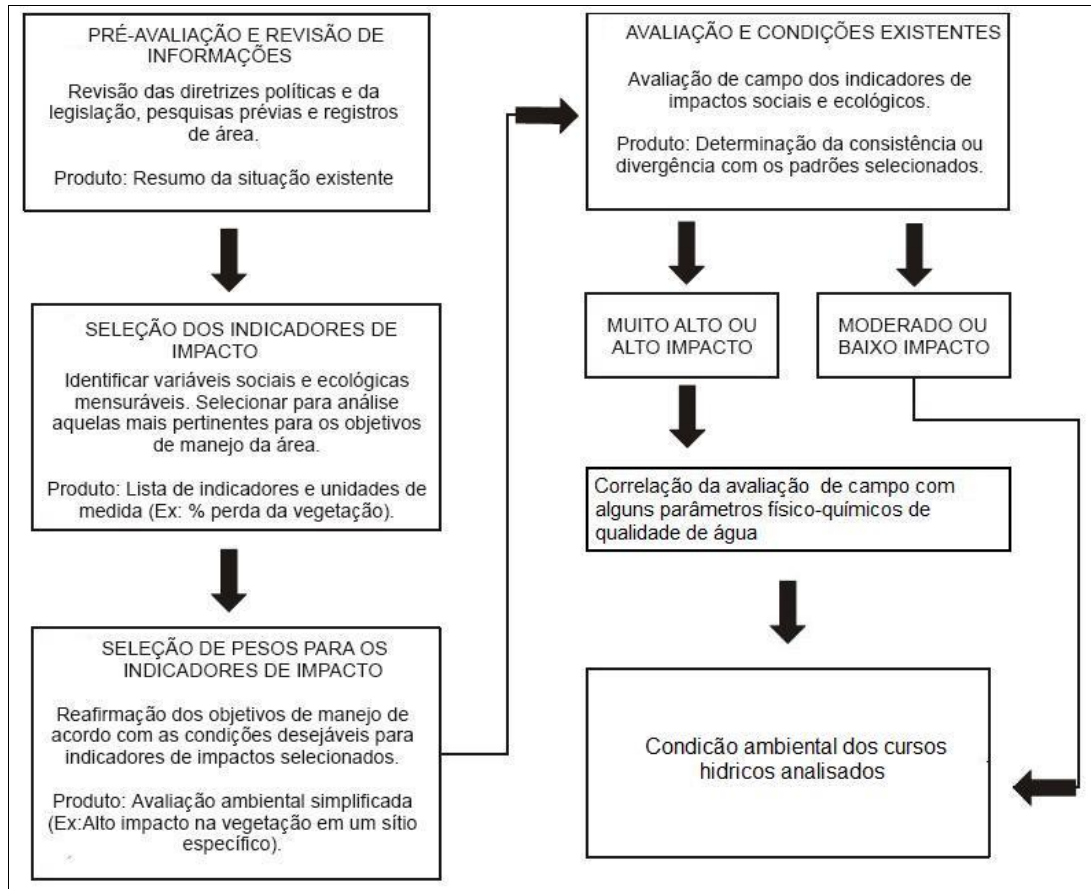 PRÉ-AVALIAÇÃO E REVISÃO DE
INFORMAÇÕES
Revisão das diretrizes políticas e da
legislação, pesquisas prévias e registros
de área.
Produto: Resumo da situação existente
SELEÇÃO DOS INDICADORES DE
IMPACTO
Identificar variáveis sociais e ecológicas
mensuráveis. Selecionar para análise
aquelas mais pertinentes para os objetivos
de manejo da área.
Produto: Lista de indicadores e unidades de
medida (Ex: % perda da vegetação).
SELEÇÃO DE PESOS PARA OS
INDICADORES DE IMPACTO
Reafirmação dos objetivos de manejo de
acordo com as condições desejáveis para
indicadores de impactos selecionados.
Produto: Avaliação ambiental simplificada
(Ex:Alto impacto na vegetação em um sítio
específico).
AVALIAÇÃO E CONDIÇÕES EXISTENTES
Avaliação de campo dos indicadores de
impactos sociais e ecológicos.
Produto: Determinação da consistência ou
divergência com os padrões selecionados.
MUITO ALTO OU
ALTO IMPACTO
MODERADO OU
BAIXO IMPACTO
Correlação da avaliação de campo com
alguns parâmetros físico-químicos de
qualidade de água
Condicão ambiental dos cursos
hidricos analisados